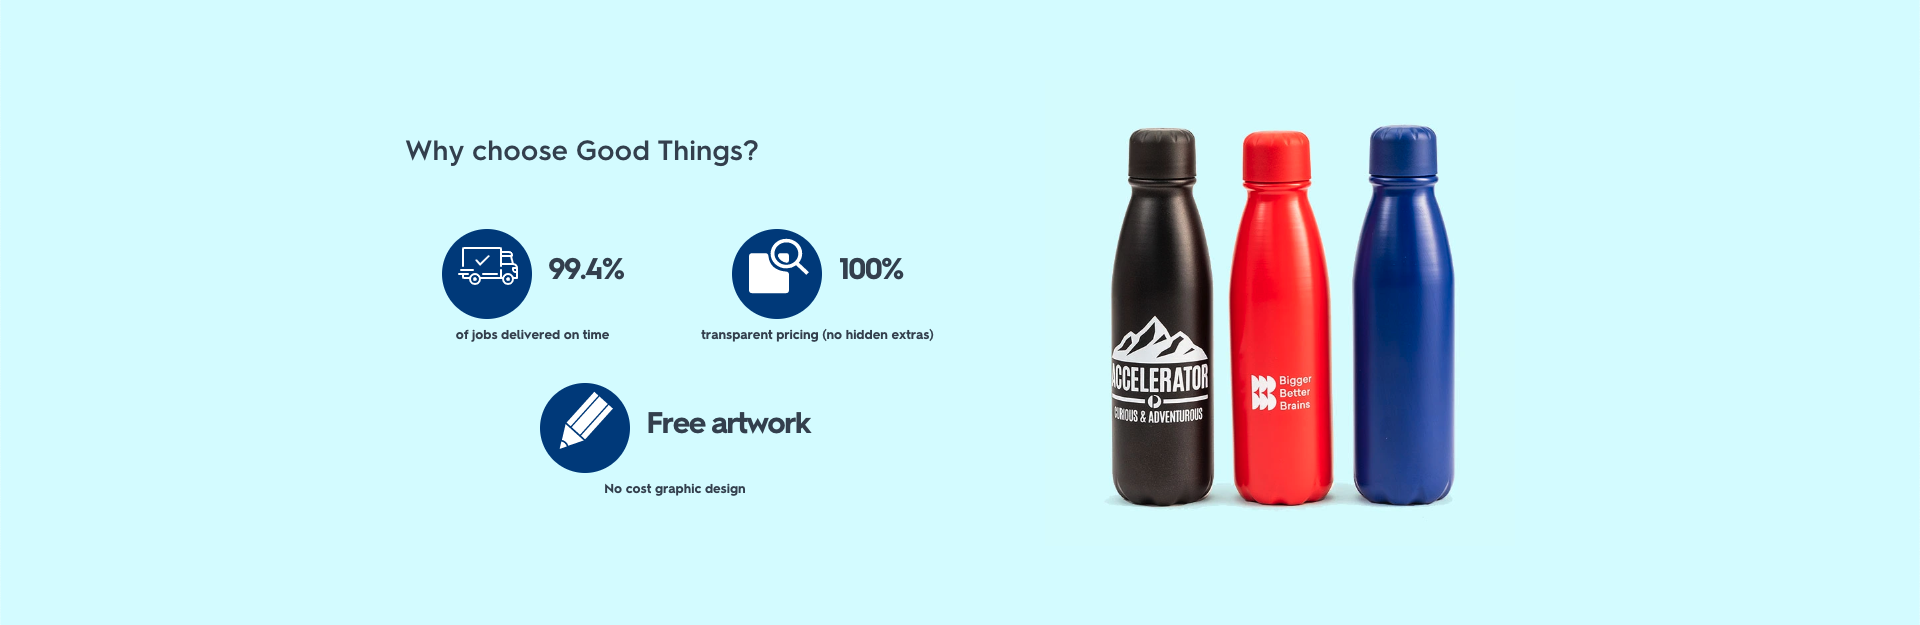 Why choose Good Things?
99.4%
of jobs delivered on time
100%
transparent pricing (no hidden extras)
Free artwork
No cost graphic design
ACCELERATOR
CURIOUS & ADVENTUROUS
Bigger
Better
Brains